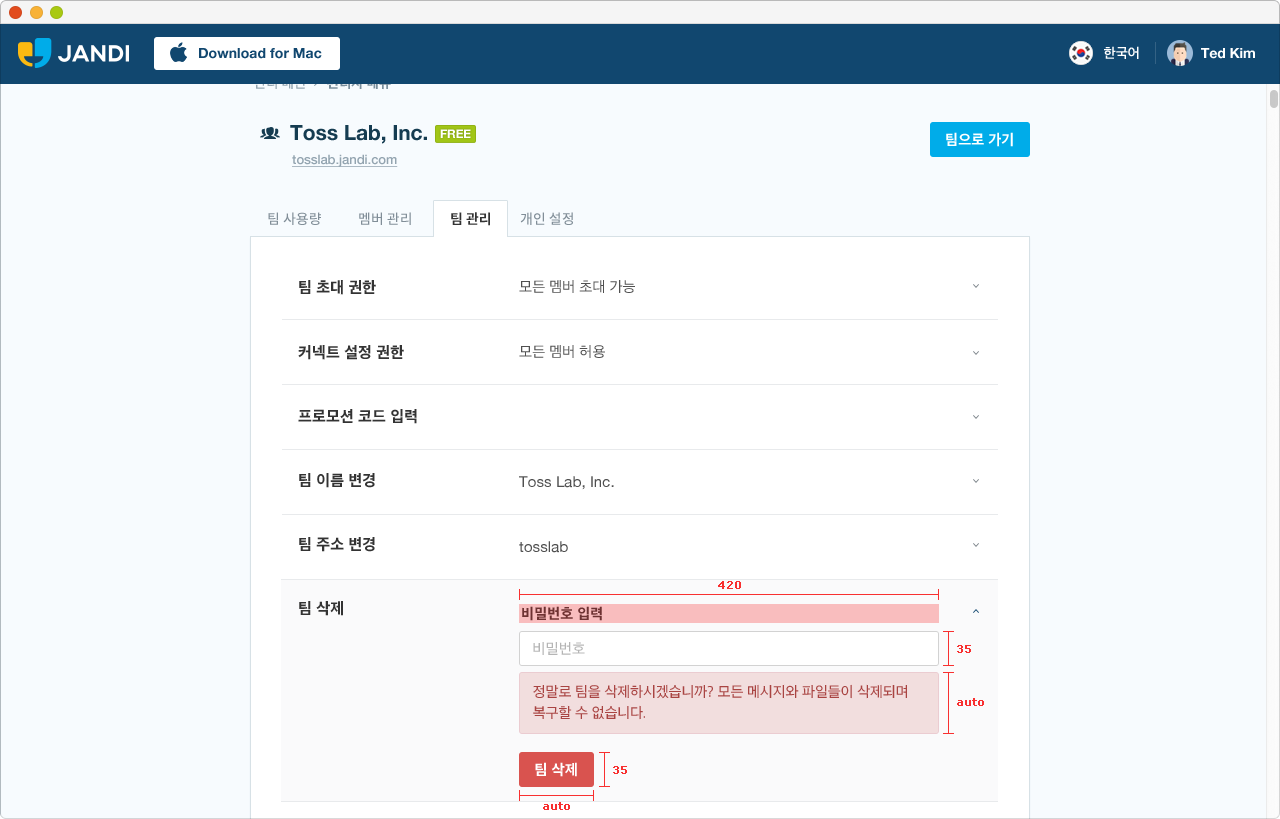 JANDI
Download for Mac
한국어
Ted Kim
Toss Lab, Inc.
FREE
tosslab.jandi.com
팀으로 가기
팀 사용량
멤버 관리
팀 관리
개인 설정
팀 초대 권한
모든 멤버 초대 가능
커넥트 설정 권한
모든 멤버 허용
프로모션 코드 입력
팀 이름 변경
Toss Lab, Inc.
팀 주소 변경
tosslab
420
팀 삭제
비밀번호 입력
비밀번호
35
정말로 팀을 삭제하시겠습니까? 모든 메시지와 파일들이 삭제되며
복구할 수 없습니다.
auto
팀 삭제
35
auto